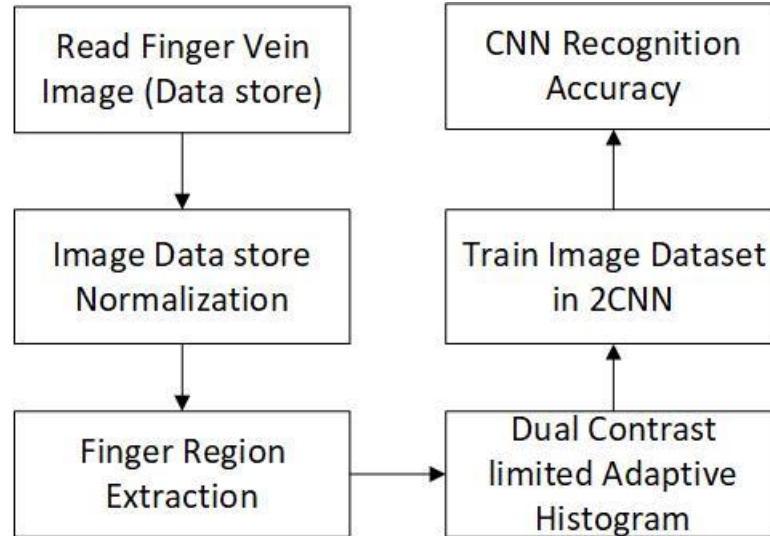 Read Finger Vein
Image (Data store)
Image Data store
Normalization
Finger Region
Extraction
Dual Contrast
limited Adaptive
Histogram
Train Image Dataset
in 2CNN
CNN Recognition
Accuracy